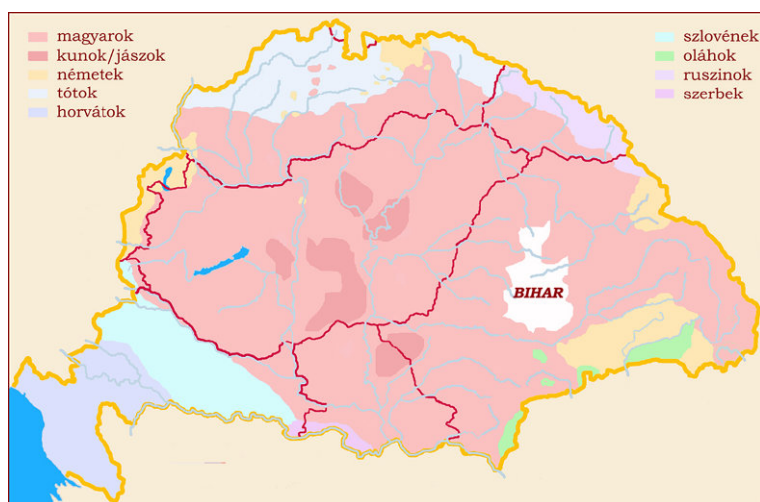 magyarok
kunok/jászok
németek
tótok
horvátok
szlovének
oláhok
ruszinok
szerbek
BIHAR